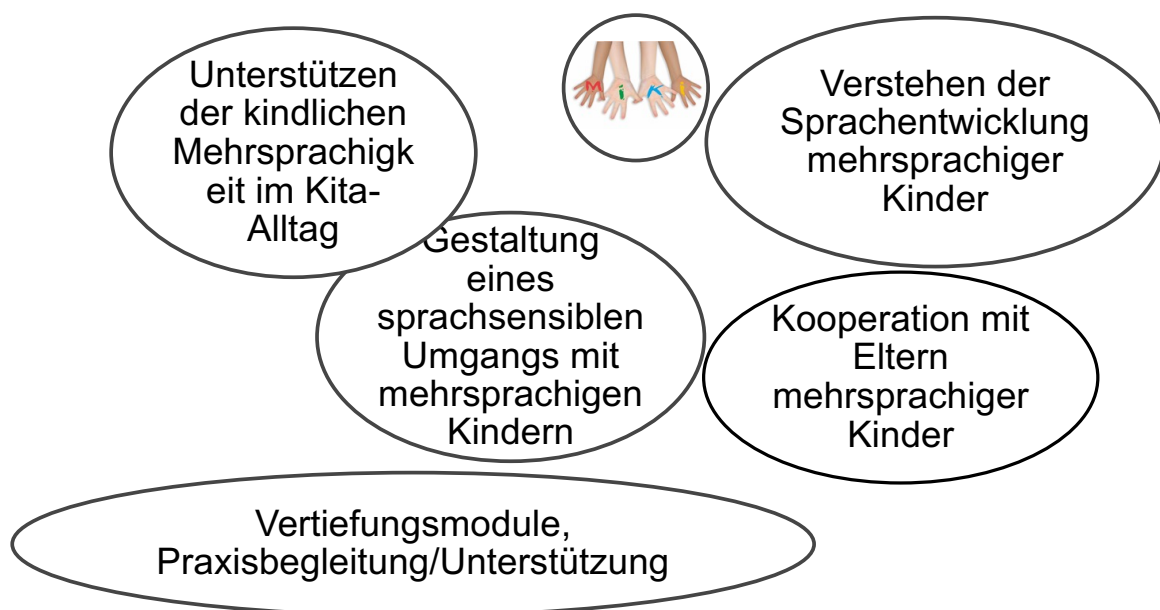 Unterstützen
der kindlichen
Mehrsprachigk
eit im Kita-
Alltag
MiKi
Verstehen der
Sprachentwicklung
mehrsprachiger
Kinder
Gestaltung
eines
sprachsensiblen
Umgangs mit
mehrsprachigen
Kindern
Kooperation mit
Eltern
mehrsprachiger
Kinder
Vertiefungsmodule,
Praxisbegleitung/Unterstützung